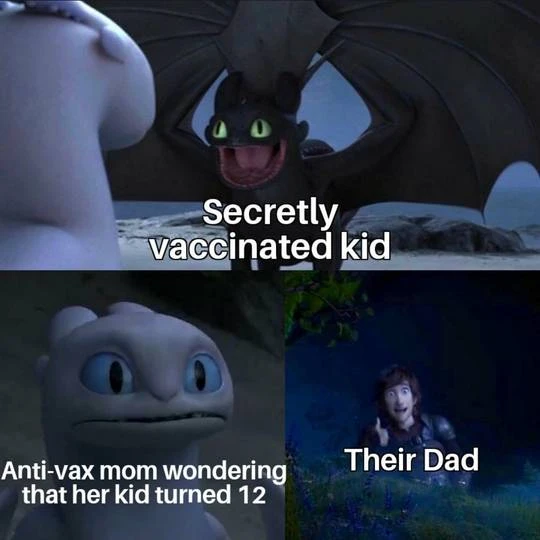 Secretly
vaccinated kid
Anti-vax mom wondering
that her kid turned 12
Their Dad